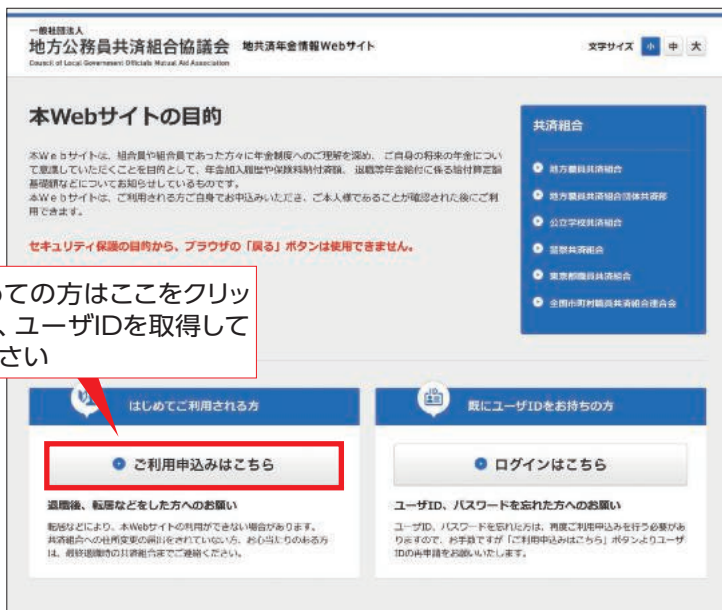 一般社団法人
地方公務員共済組合協議会 地共済年金情報Webサイト
Council of Local Government Officials Mutual Aid Association
文字サイズ 小 中 大
本Webサイトの目的
本Webサイトは、組合員や組合員であった方々に年金制度へのご理解を深め、ご自身の将来の年金につい
て意識していただくことを目的として、年金加入履歴や保険料納付済額、退職等年金給付に係る給付算定額
基礎額などについてお知らせしているものです。
本Webサイトは、ご利用される方ご自身でお申込みいただき、ご本人様であることが確認された後にご利
用できます。
セキュリティ保護の目的から、ブラウザの「戻る」ボタンは使用できません。
共済組合
地方職員共済組合
地方職員共済組合団体共済部
公立学校共済組合
警察共済組合
東京都職員共済組合
全国市町村職員共済組合連合会
ての方はここをクリッ
、ユーザIDを取得して
さい
はじめてご利用される方
ご利用申込みはこちら
退職後、転居などをした方へのお願い
転居などにより、本Webサイトの利用ができない場合があります。
共済組合への住所変更の届出をされていない方、お心当たりのある方
は、最終退職時の共済組合までご連絡ください。
既にユーザIDをお持ちの方
ログインはこちら
ユーザID、パスワードを忘れた方へのお願い
ユーザID、パスワードを忘れた方は、再度ご利用申込みを行う必要があ
りますので、お手数ですが「ご利用申込みはこちら」ボタンよりユーザ
IDの再申請をお願いいたします。